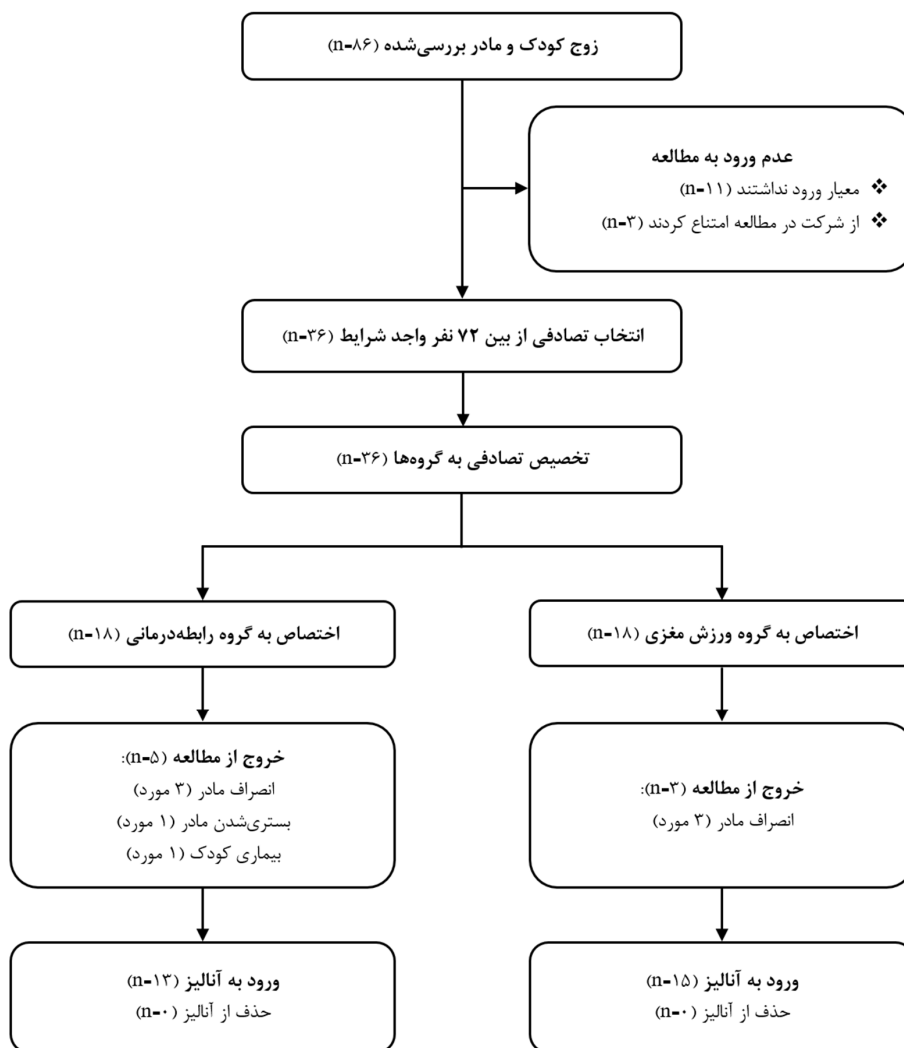 زوج کودک و مادر بررسی‌شده (n=۸۶)
عدم ورود به مطالعه
❖ معیار ورود نداشتند (n=۱۱)
❖ از شرکت در مطالعه امتناع کردند (n=۳)
انتخاب تصادفی از بین ۷۲ نفر واجد شرایط (n=۳۶)
تخصیص تصادفی به گروه‌ها (n=۳۶)
اختصاص به گروه ورزش مغزی (n=۱۸)
خروج از مطالعه (n=۳):
انصراف مادر (۳ مورد)
ورود به آنالیز (n=۱۵)
حذف از آنالیز (n=۰)
اختصاص به گروه رابطه‌درمانی (n=۱۸)
خروج از مطالعه (n=۵):
انصراف مادر (۳ مورد)
بستری‌شدن مادر (۱ مورد)
بیماری کودک (۱ مورد)
ورود به آنالیز (n=۱۳)
حذف از آنالیز (n=۰)